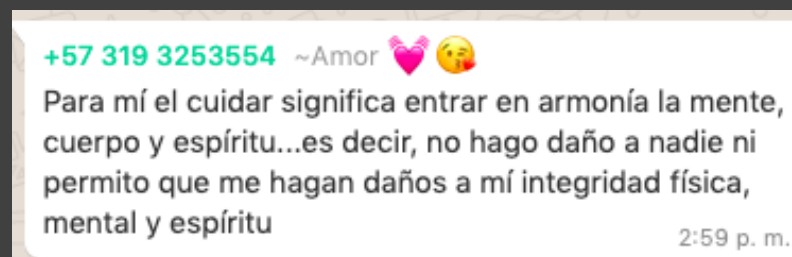 +57 319 3253554 ~Amor 💓😘
Para mí el cuidar significa entrar en armonía la mente,
cuerpo y espíritu...es decir, no hago daño a nadie ni
permito que me hagan daños a mí integridad física,
mental y espíritu
2:59 p. m.